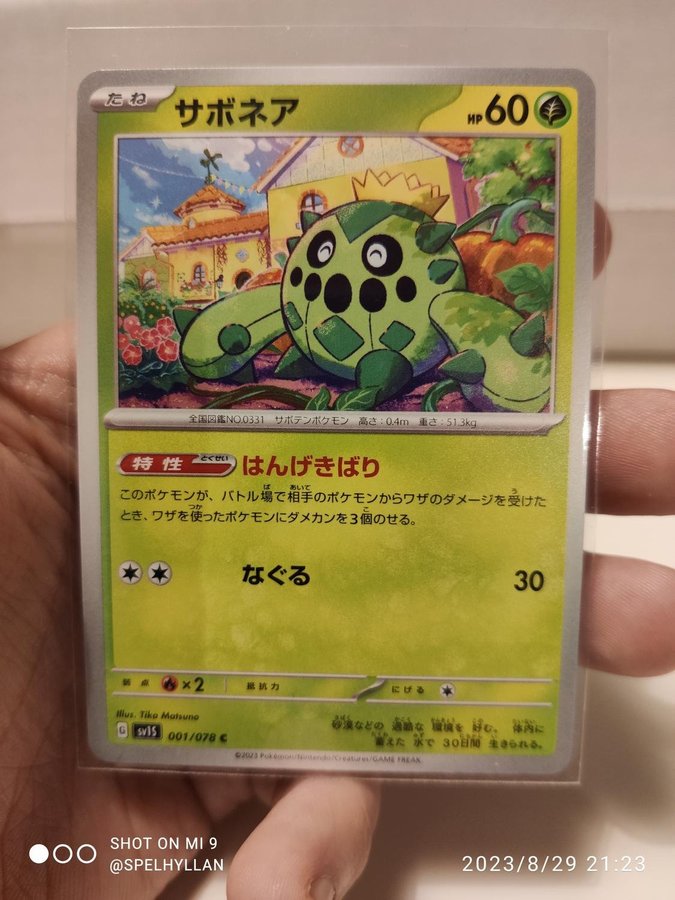 たね サボネア HP 60
全国図鑑NO.0331 サボテンポケモン 高さ:0.4m 重さ:51.3kg
特性 とくせい はんげきばり
このポケモンが、バトル場で相手のポケモンからワザのダメージを受けた
とき、ワザを使ったポケモンにダメカンを3個のせる。
なぐる 30
弱点 ×2 抵抗力 にげる
Illus. Tika Matsuno
砂漠などの 過酷な 環境を 好む。 体内に
蓄えた 水で 30日間 生きられる。
G sv1S 001/078 C
©2023 Pokémon/Nintendo/Creatures/GAME FREAK
SHOT ON MI 9
@SPELHYLLAN
2023/8/29 21:23